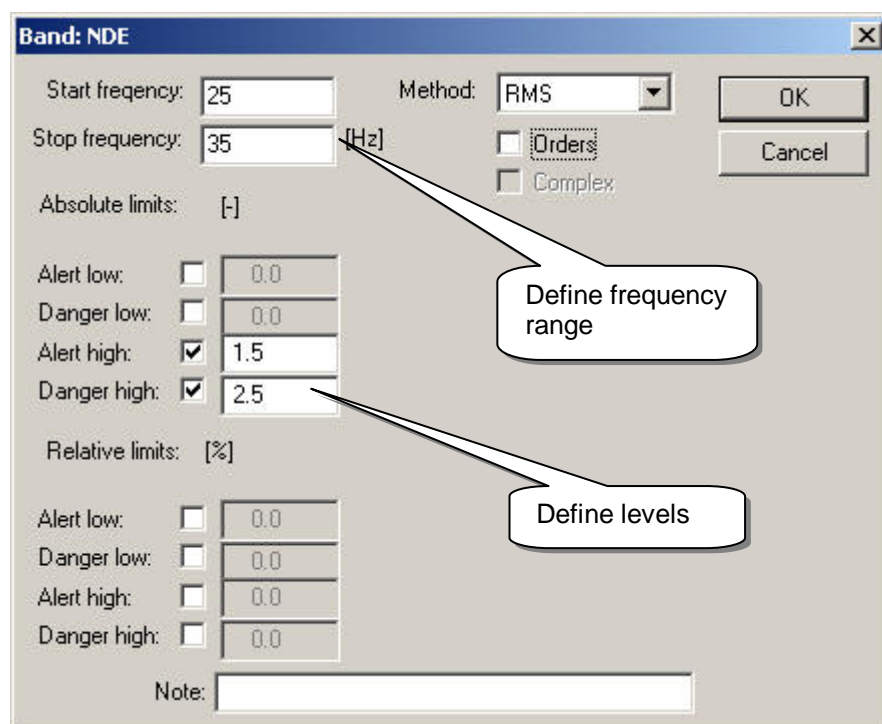 Band: NDE
Start freqency: 25
Method: RMS
OK
Stop frequency: 35 [Hz]
Orders
Cancel
Complex
Absolute limits: [-]
Alert low: 0.0
Define frequency
range
Danger low: 0.0
Alert high: 1.5
Danger high: 2.5
Relative limits: [%]
Define levels
Alert low: 0.0
Danger low: 0.0
Alert high: 0.0
Danger high: 0.0
Note: